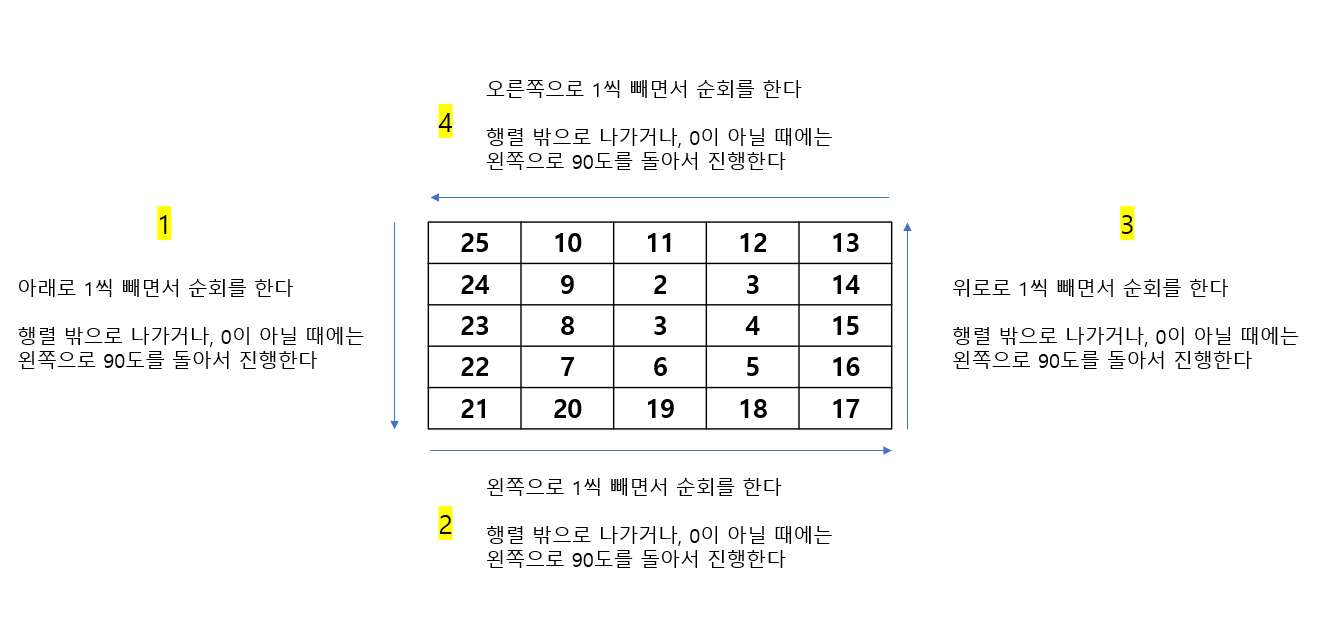 오른쪽으로 1씩 빼면서 순회를 한다
4
행렬 밖으로 나가거나, 0이 아닐 때에는
왼쪽으로 90도를 돌아서 진행한다
1
아래로 1씩 빼면서 순회를 한다
행렬 밖으로 나가거나, 0이 아닐 때에는
왼쪽으로 90도를 돌아서 진행한다
25 10 11 12 13
24 9 2 3 14
23 8 3 4 15
22 7 6 5 16
21 20 19 18 17
3
위로로 1씩 빼면서 순회를 한다
행렬 밖으로 나가거나, 0이 아닐 때에는
왼쪽으로 90도를 돌아서 진행한다
왼쪽으로 1씩 빼면서 순회를 한다
2
행렬 밖으로 나가거나, 0이 아닐 때에는
왼쪽으로 90도를 돌아서 진행한다